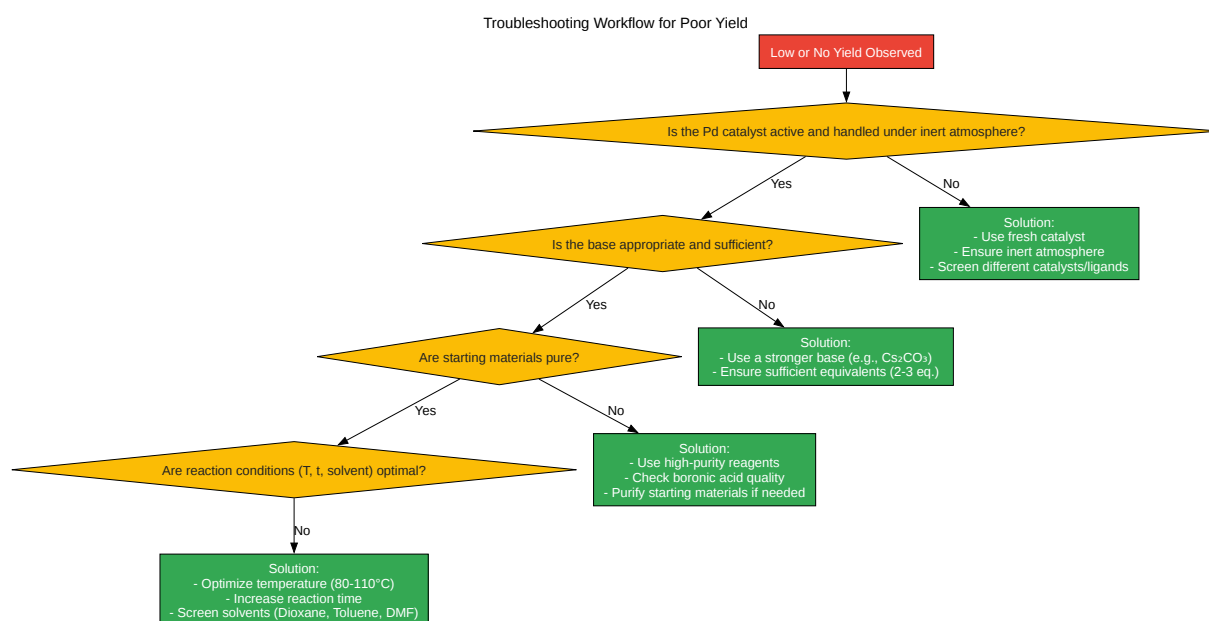 Troubleshooting Workflow for Poor Yield
Low or No Yield Observed
Is the Pd catalyst active and handled under inert atmosphere?
Yes
No
Solution:
- Use fresh catalyst
- Ensure inert atmosphere
- Screen different catalysts/ligands
Is the base appropriate and sufficient?
Yes
No
Solution:
- Use a stronger base (e.g., Cs₂CO₃)
- Ensure sufficient equivalents (2-3 eq.)
Are starting materials pure?
Yes
No
Solution:
- Use high-purity reagents
- Check boronic acid quality
- Purify starting materials if needed
Are reaction conditions (T, t, solvent) optimal?
No
Solution:
- Optimize temperature (80-110°C)
- Increase reaction time
- Screen solvents (Dioxane, Toluene, DMF)